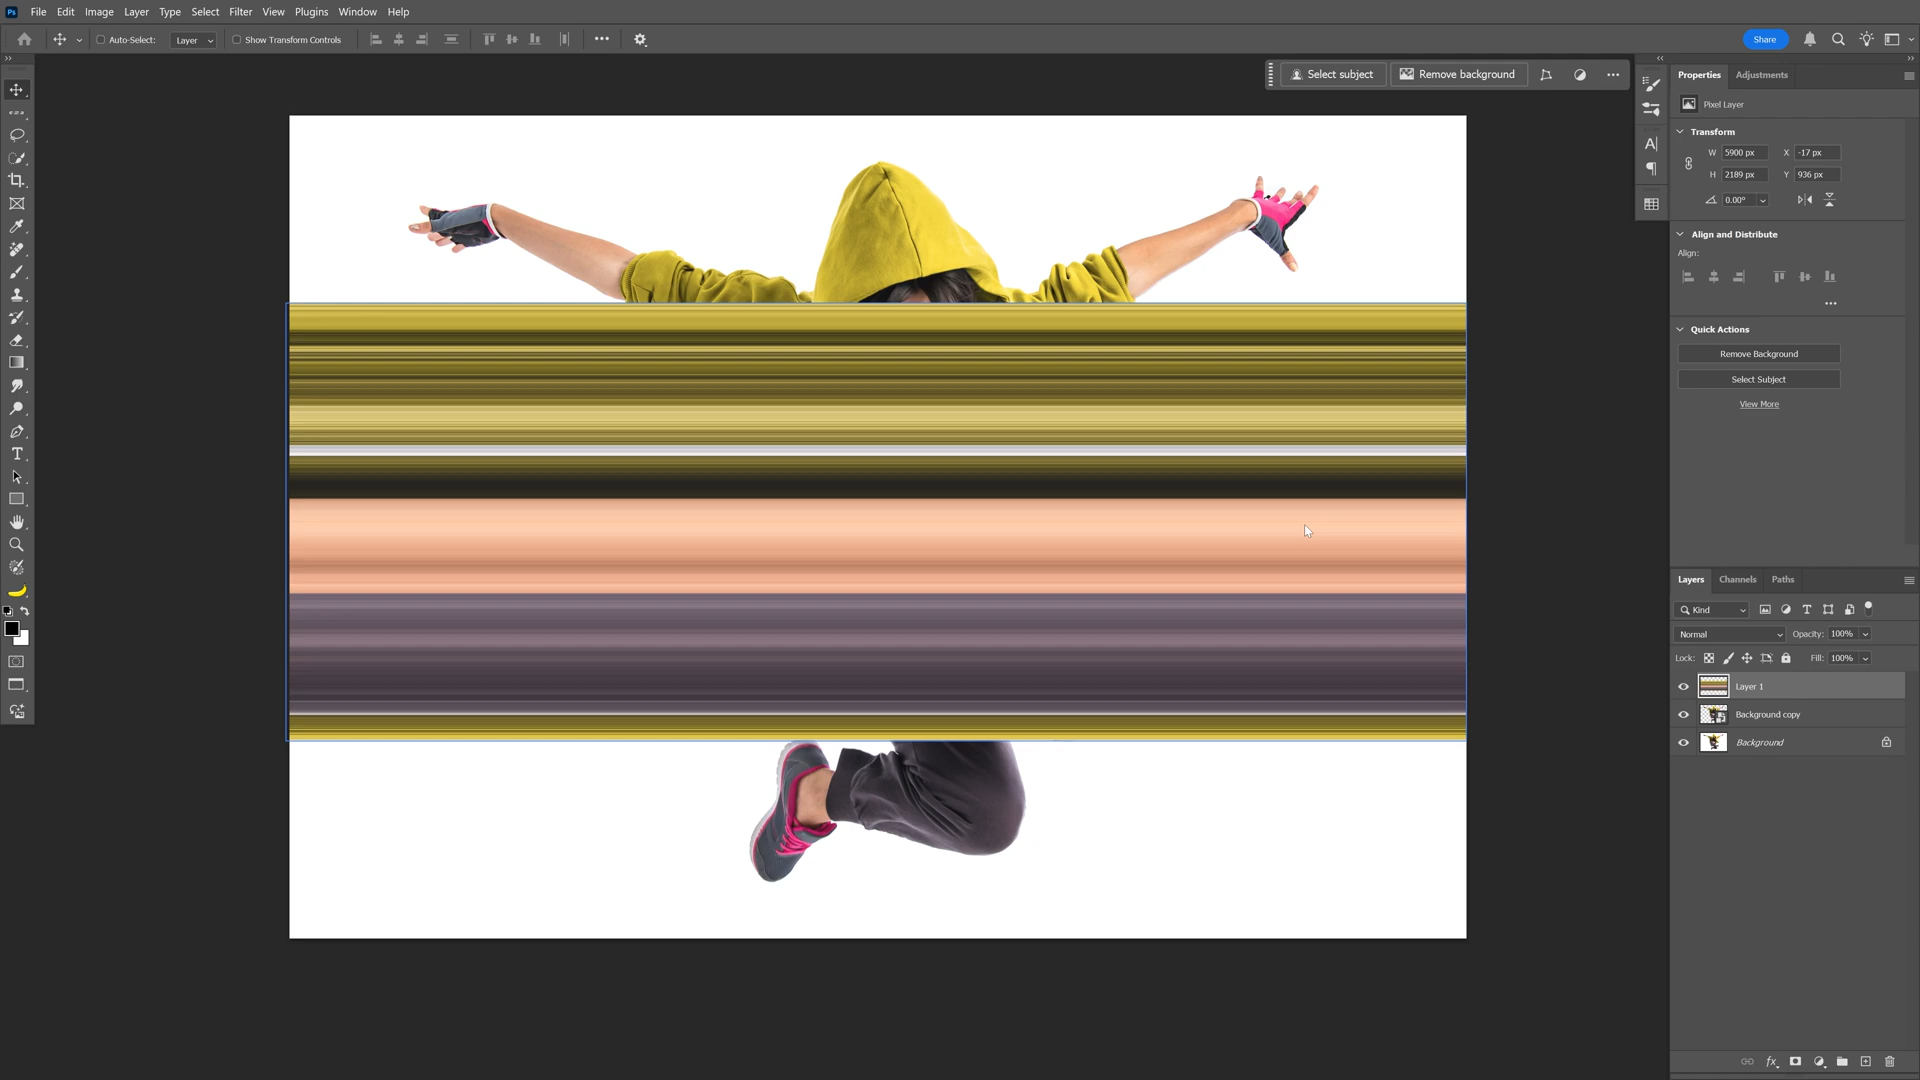 Ps File Edit Image Layer Type Select Filter View Plugins Window Help
Auto-Select: Layer Show Transform Controls Share
Select subject Remove background
Properties Adjustments
Pixel Layer
Transform
W 5900 px X -17 px
H 2189 px Y 936 px
0.00°
Align and Distribute
Align:
Quick Actions
Remove Background
Select Subject
View More
Layers Channels Paths
Kind
Normal Opacity: 100%
Lock: Fill: 100%
Layer 1
Background copy
Background